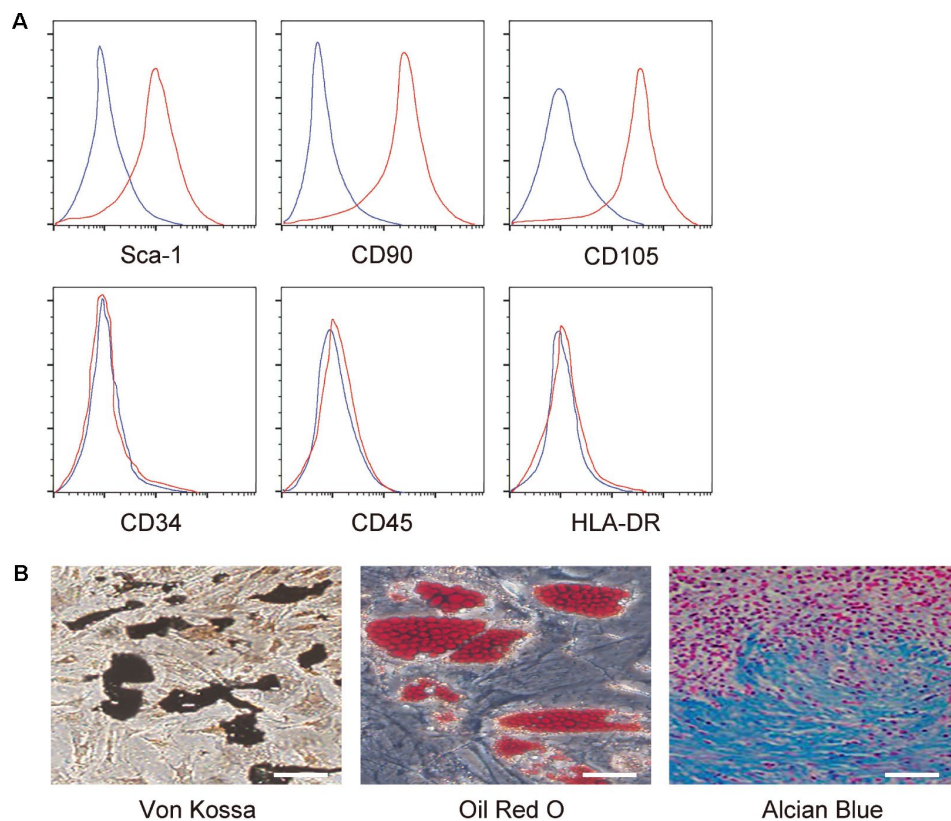 A
Sca-1 CD90 CD105
CD34 CD45 HLA-DR
B
Von Kossa Oil Red O Alcian Blue